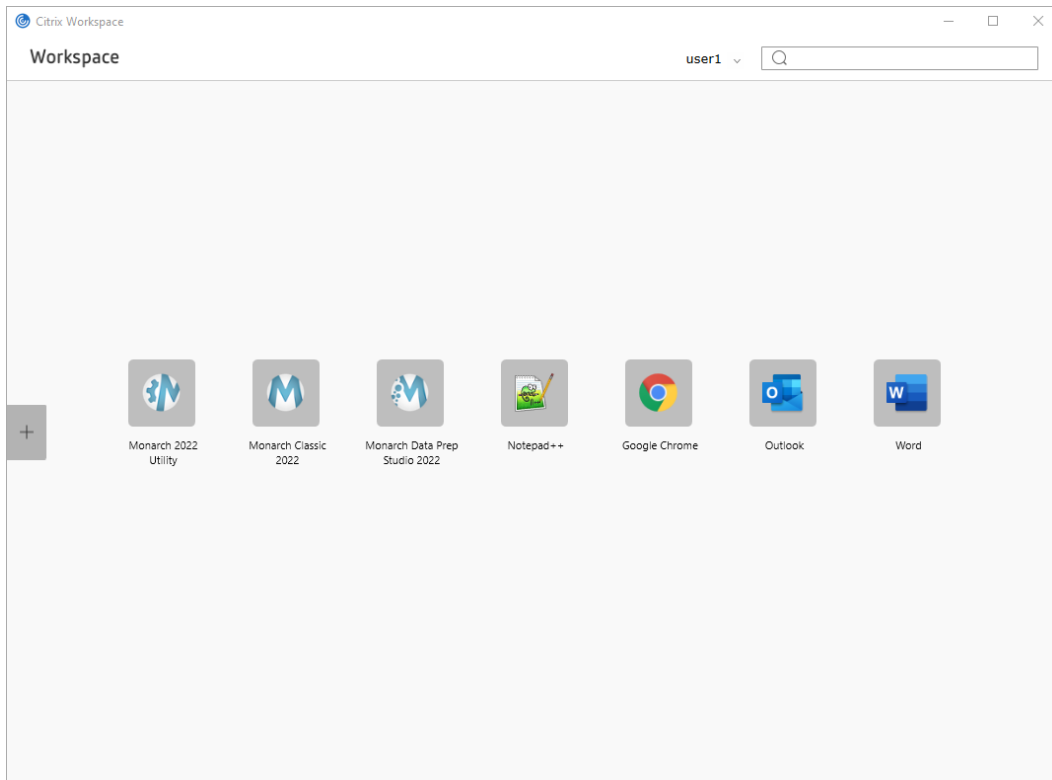 Citrix Workspace
Workspace
user1
Monarch 2022
Utility
Monarch Classic
2022
Monarch Data Prep
Studio 2022
Notepad++
Google Chrome
Outlook
Word